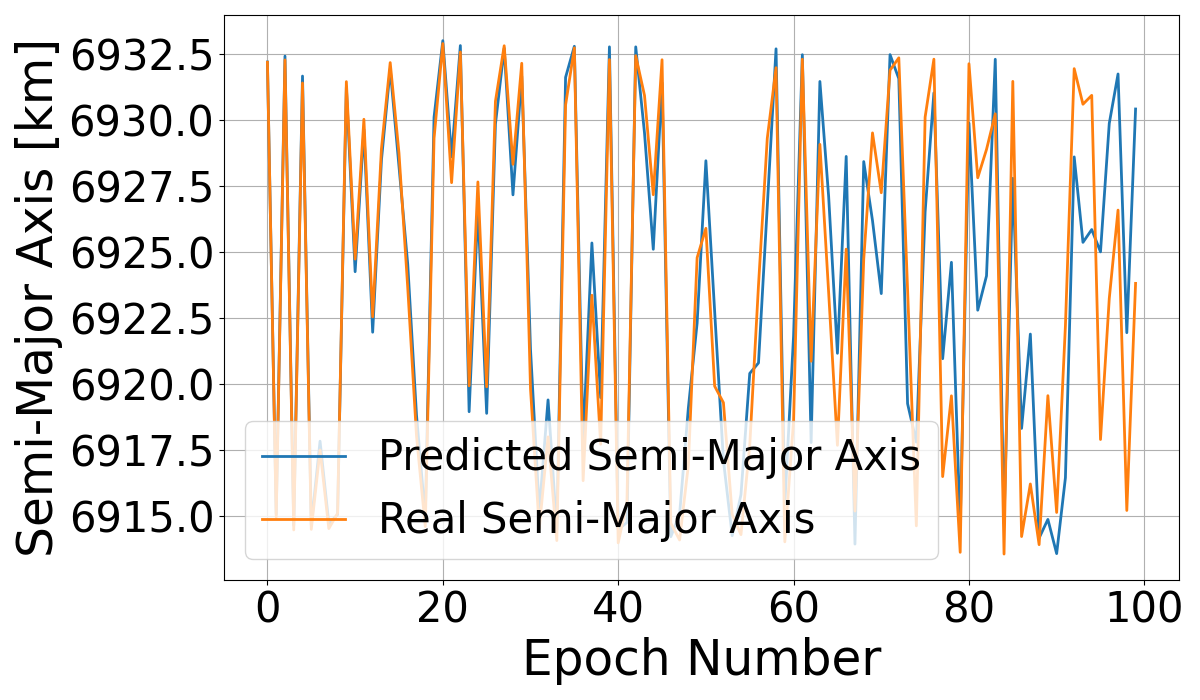 Semi-Major Axis [km]
6932.5
6930.0
6927.5
6925.0
6922.5
6920.0
6917.5
6915.0
Predicted Semi-Major Axis
Real Semi-Major Axis
0 20 40 60 80 100
Epoch Number